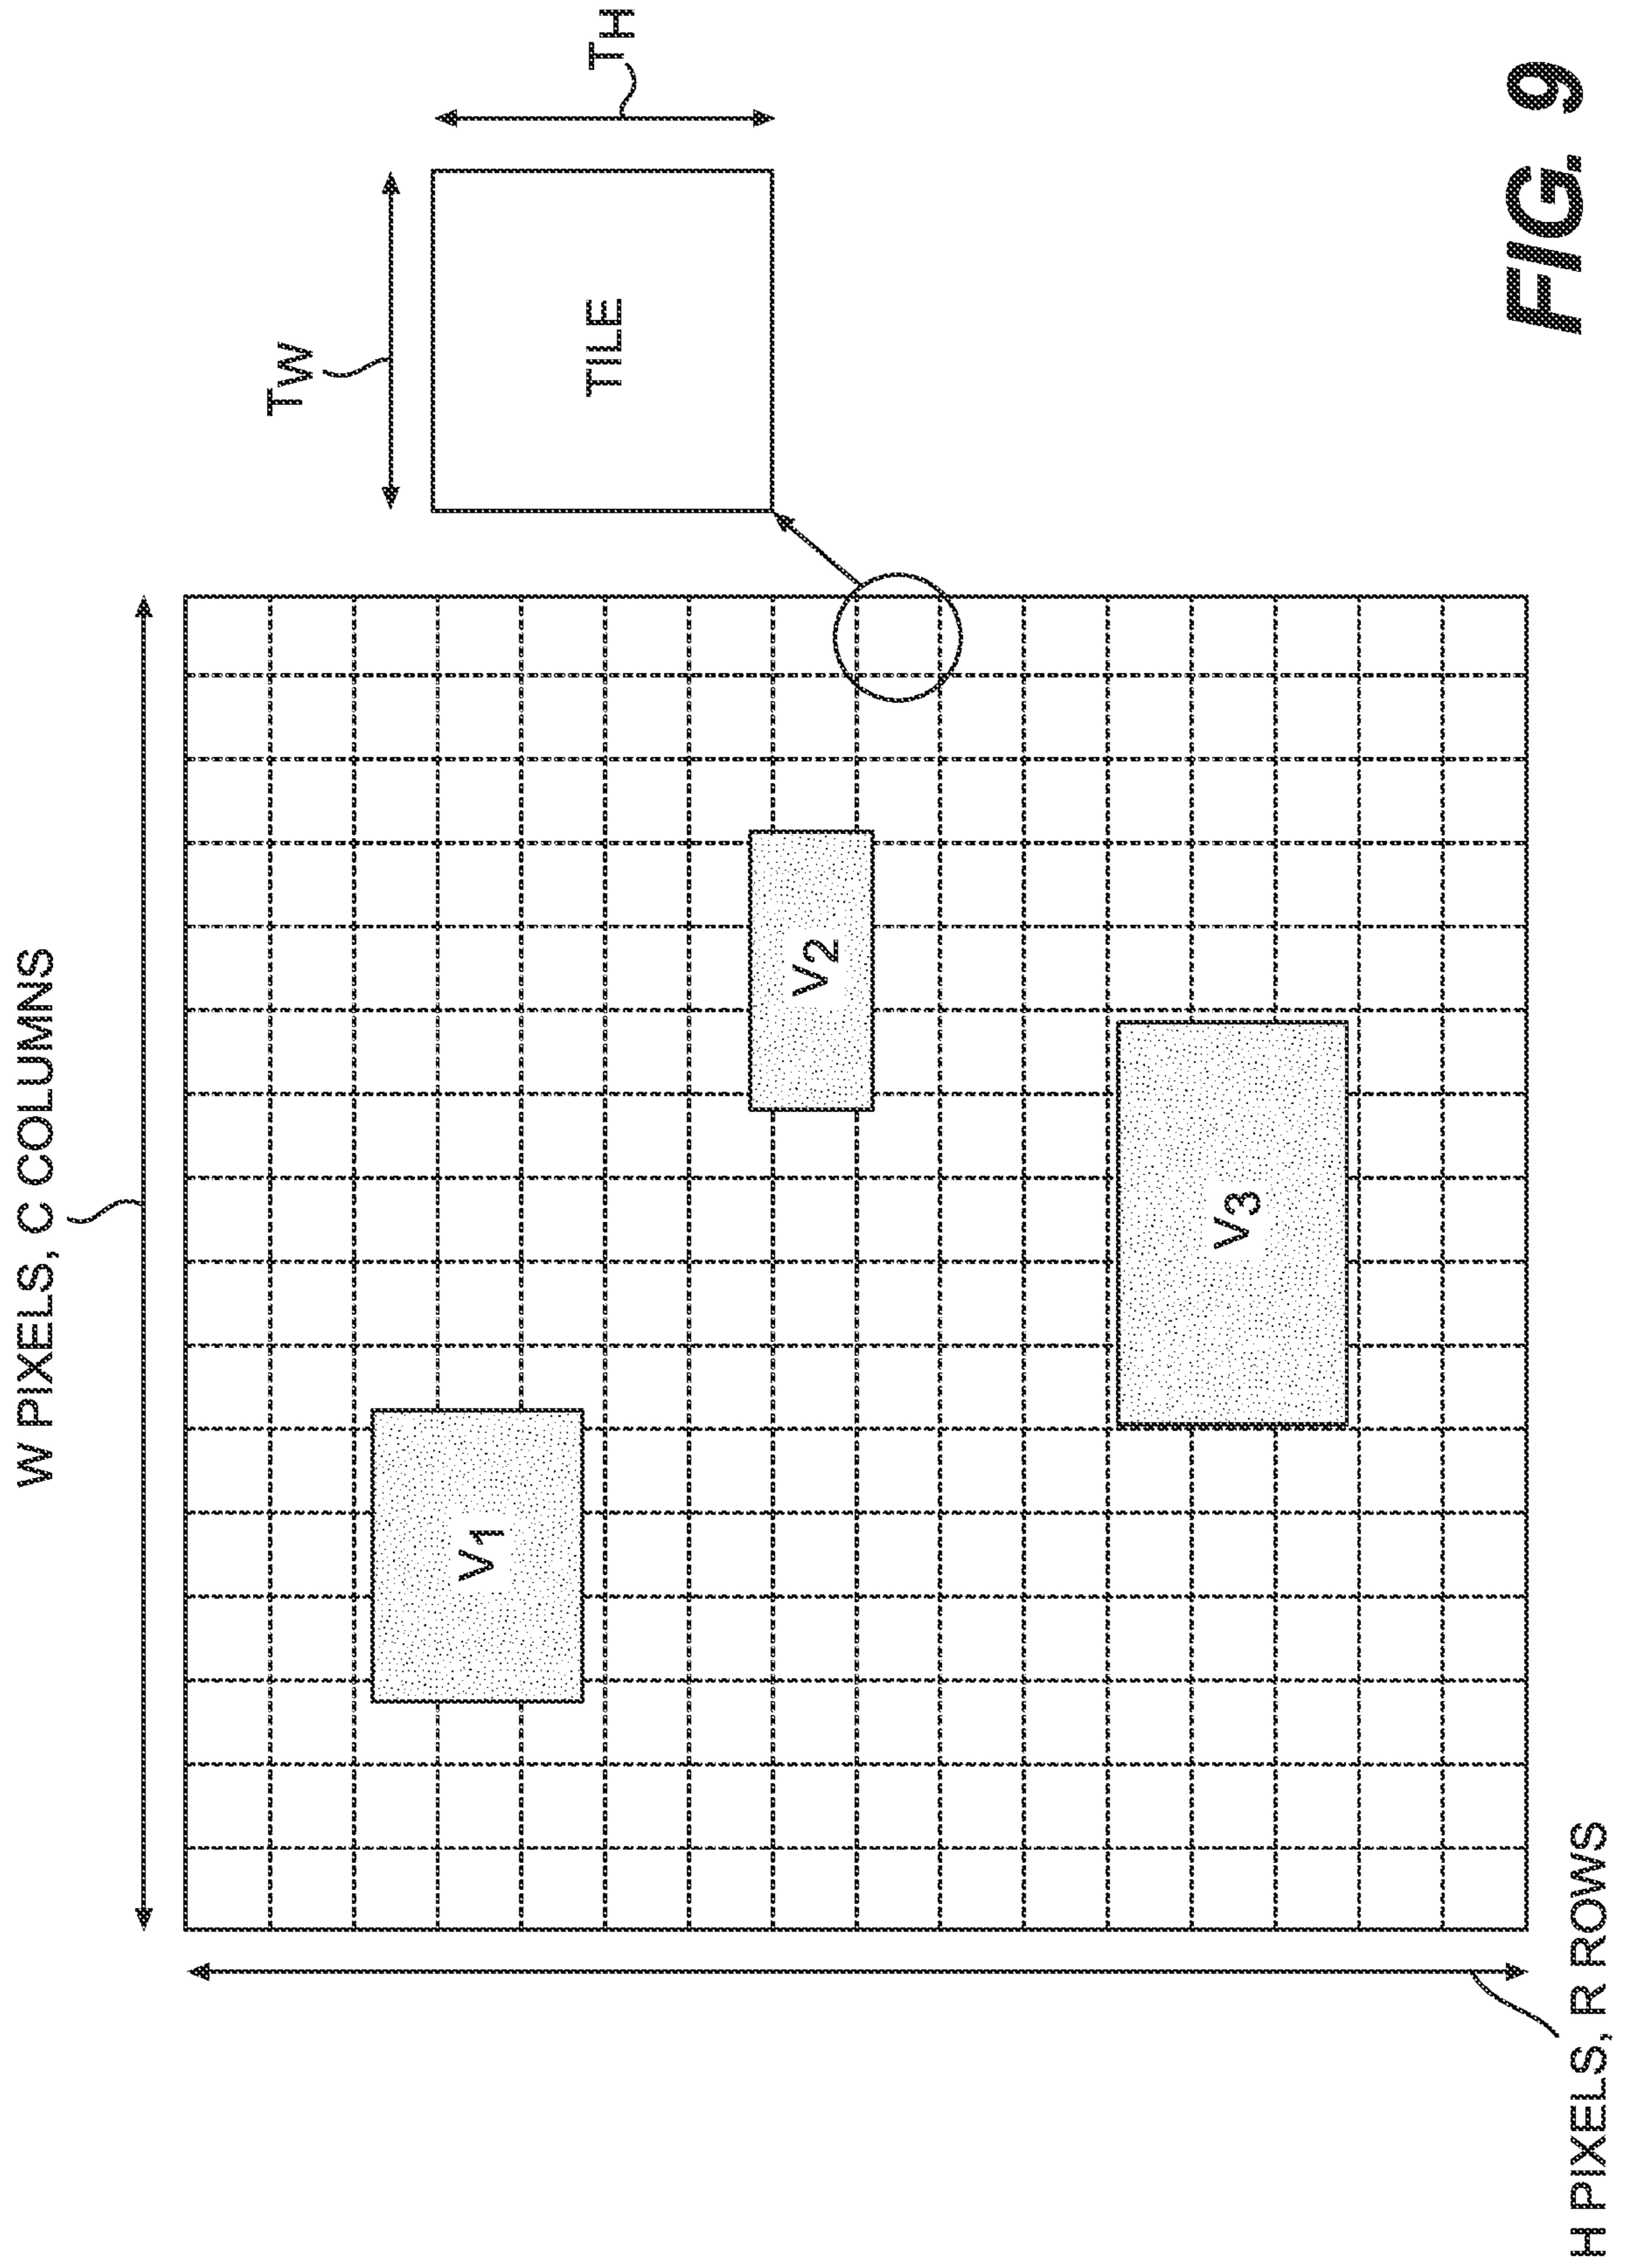 W PIXELS, C COLUMNS
TW
TH
TILE
V1
V2
V3
H PIXELS, R ROWS
FIG. 9